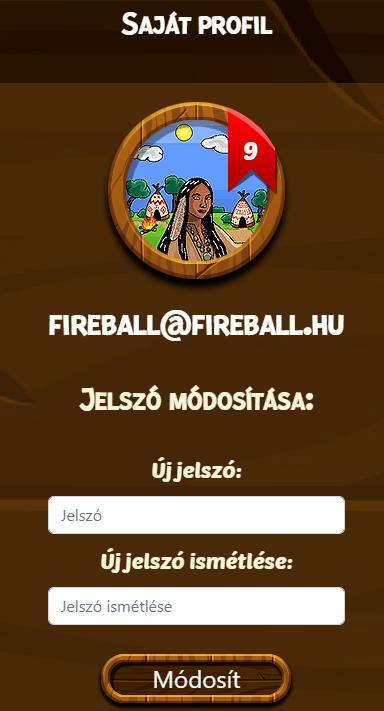 Saját profil
9
fireball@fireball.hu
Jelszó módosítása:
Új jelszó:
Jelszó
Új jelszó ismétlése:
Jelszó ismétlése
Módosít